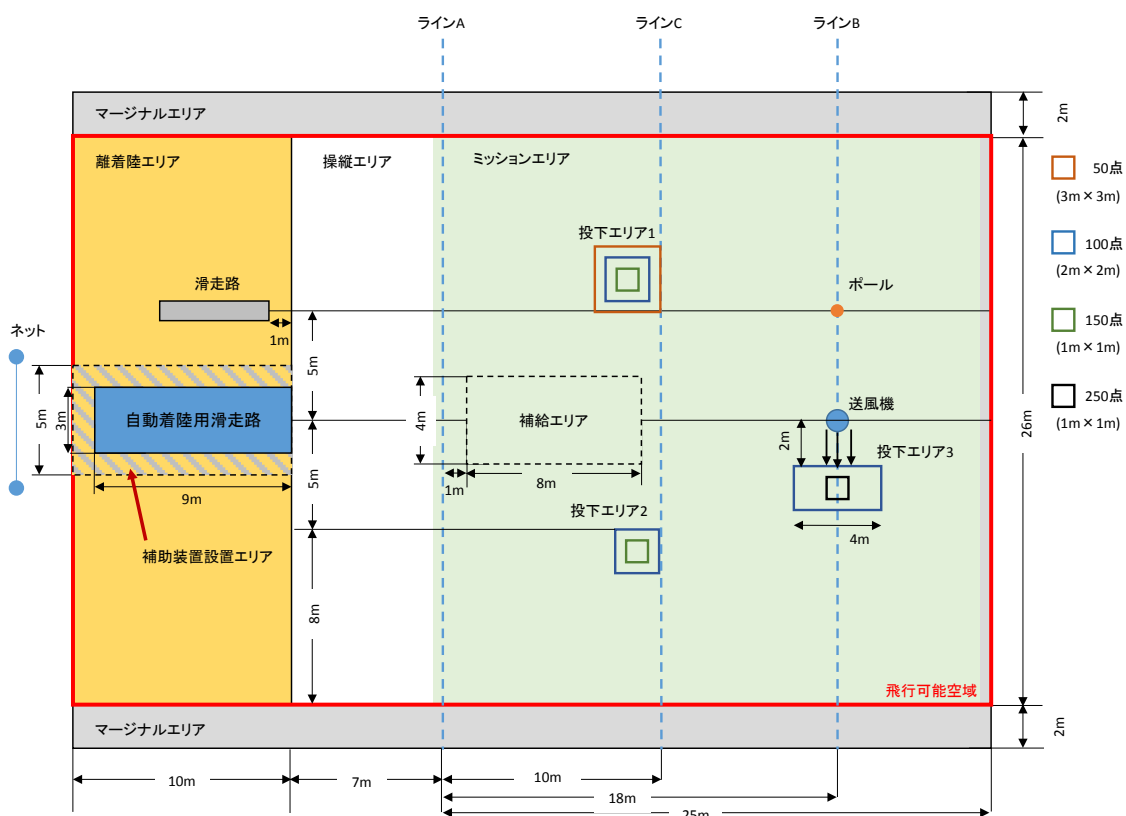 ラインA
ラインC
ラインB
マージナルエリア
2m
離着陸エリア
操縦エリア
ミッションエリア
50点
(3m×3m)
投下エリア1
100点
(2m×2m)
滑走路
ポール
ネット
1m
5m
150点
(1m×1m)
5m
3m
自動着陸用滑走路
4m
補給エリア
送風機
250点
(1m×1m)
2m
26m
投下エリア3
9m
5m
1m
8m
投下エリア2
4m
補助装置設置エリア
8m
飛行可能空域
マージナルエリア
2m
10m
7m
10m
18m
25m